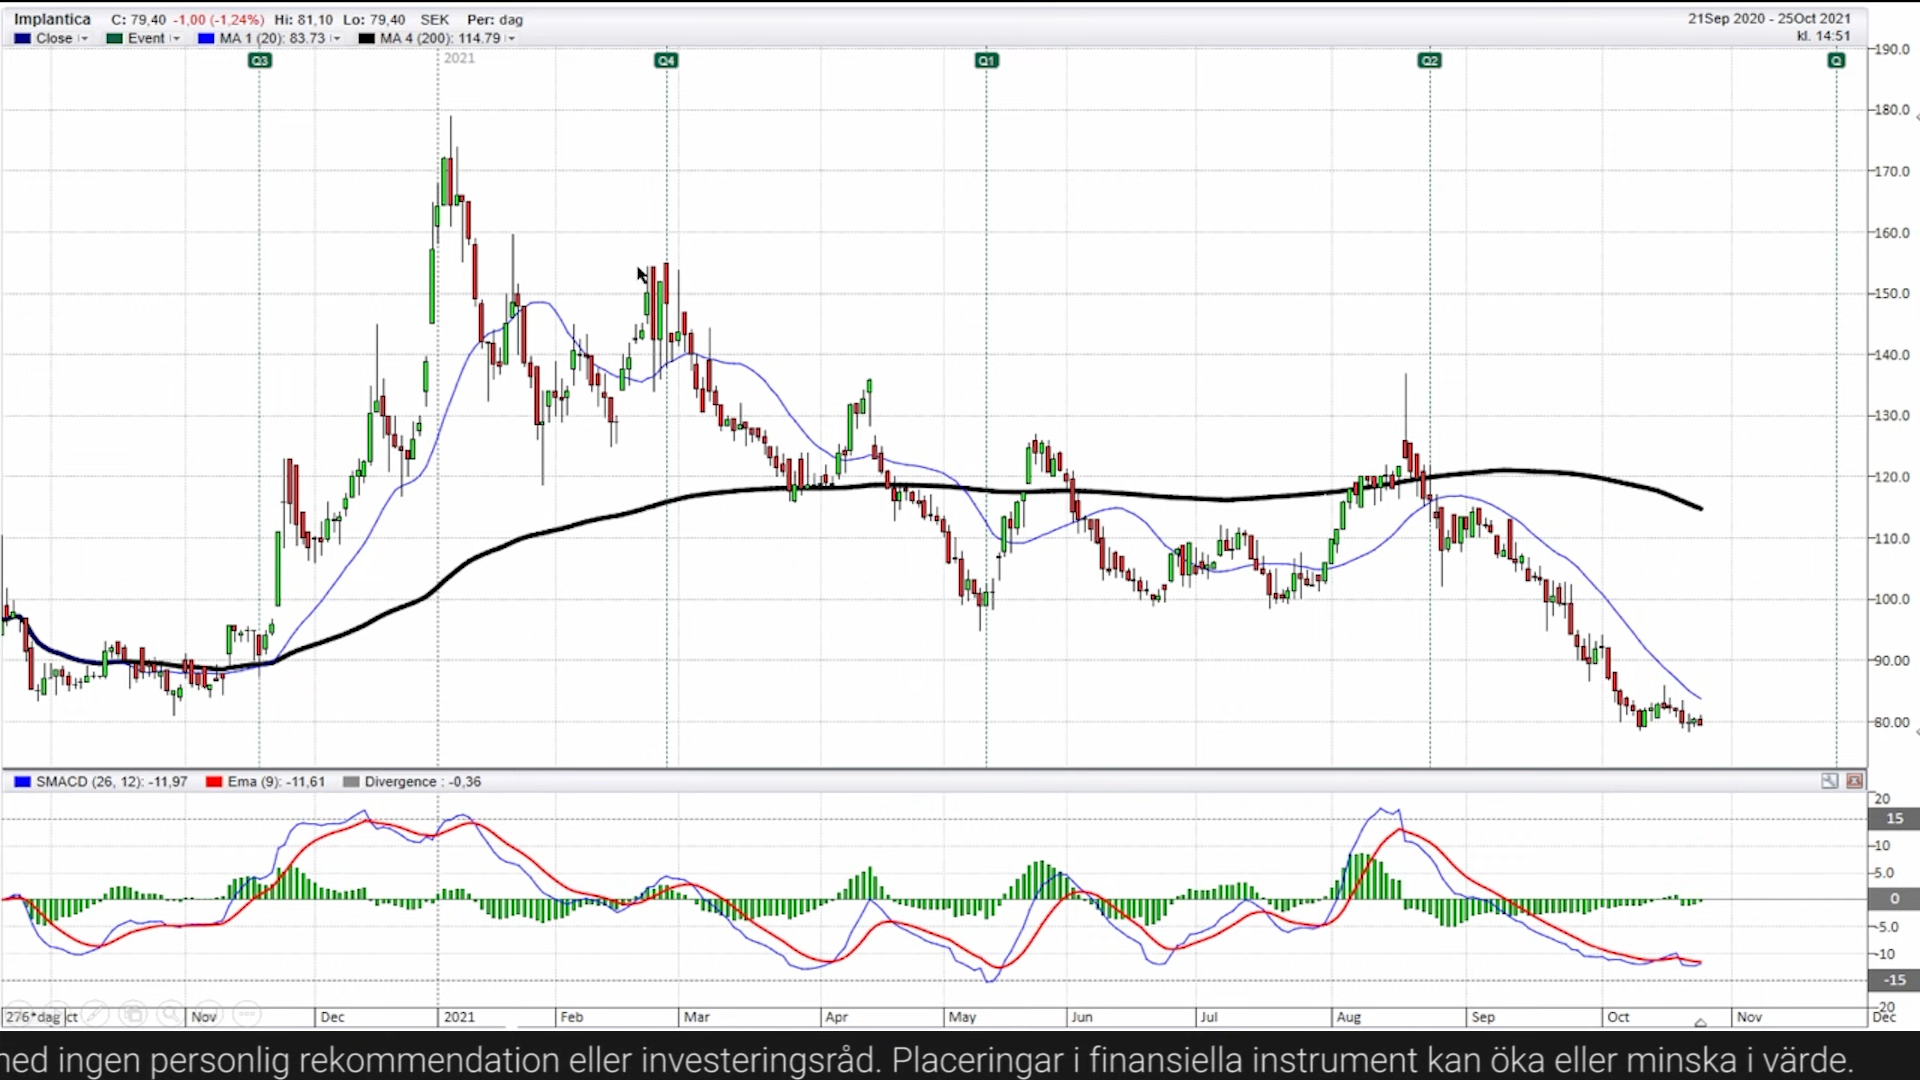 Implantica C: 79,40 -1,00 (-1,24%) Hi: 81,10 Lo: 79,40 SEK Per: dag
21Sep 2020 - 25Oct 2021
Close Event MA 1 (20): 83.73 MA 4 (200): 114.79
kl. 14:51
Q3 2021 Q4 Q1 Q2 Q
190.0
180.0
170.0
160.0
150.0
140.0
130.0
120.0
110.0
100.0
90.00
80.00
SMACD (26, 12): -11,97 Ema (9): -11,61 Divergence : -0,36
20
15
10
5.0
0
-5.0
-10
-15
-20
276*dag ct Nov Dec 2021 Feb Mar Apr May Jun Jul Aug Sep Oct Nov Dec
ned ingen personlig rekommendation eller investeringsråd. Placeringar i finansiella instrument kan öka eller minska i värde.